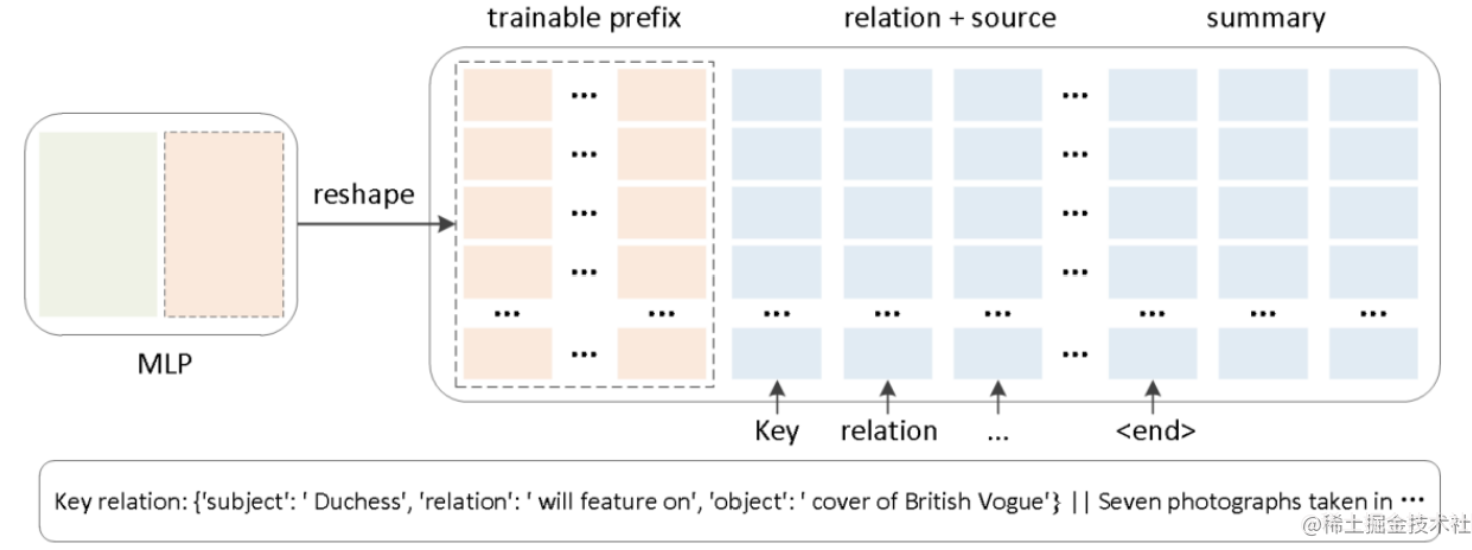 trainable prefix relation + source summary
... ... ...
... ... ...
reshape
... ... ...
... ... ...
... ... ... ... ... ... ... ...
MLP
... ...
Key relation ... <end>
Key relation: {'subject': ' Duchess', 'relation': ' will feature on', 'object': ' cover of British Vogue'} || Seven photographs taken in ...
@稀土掘金技术社